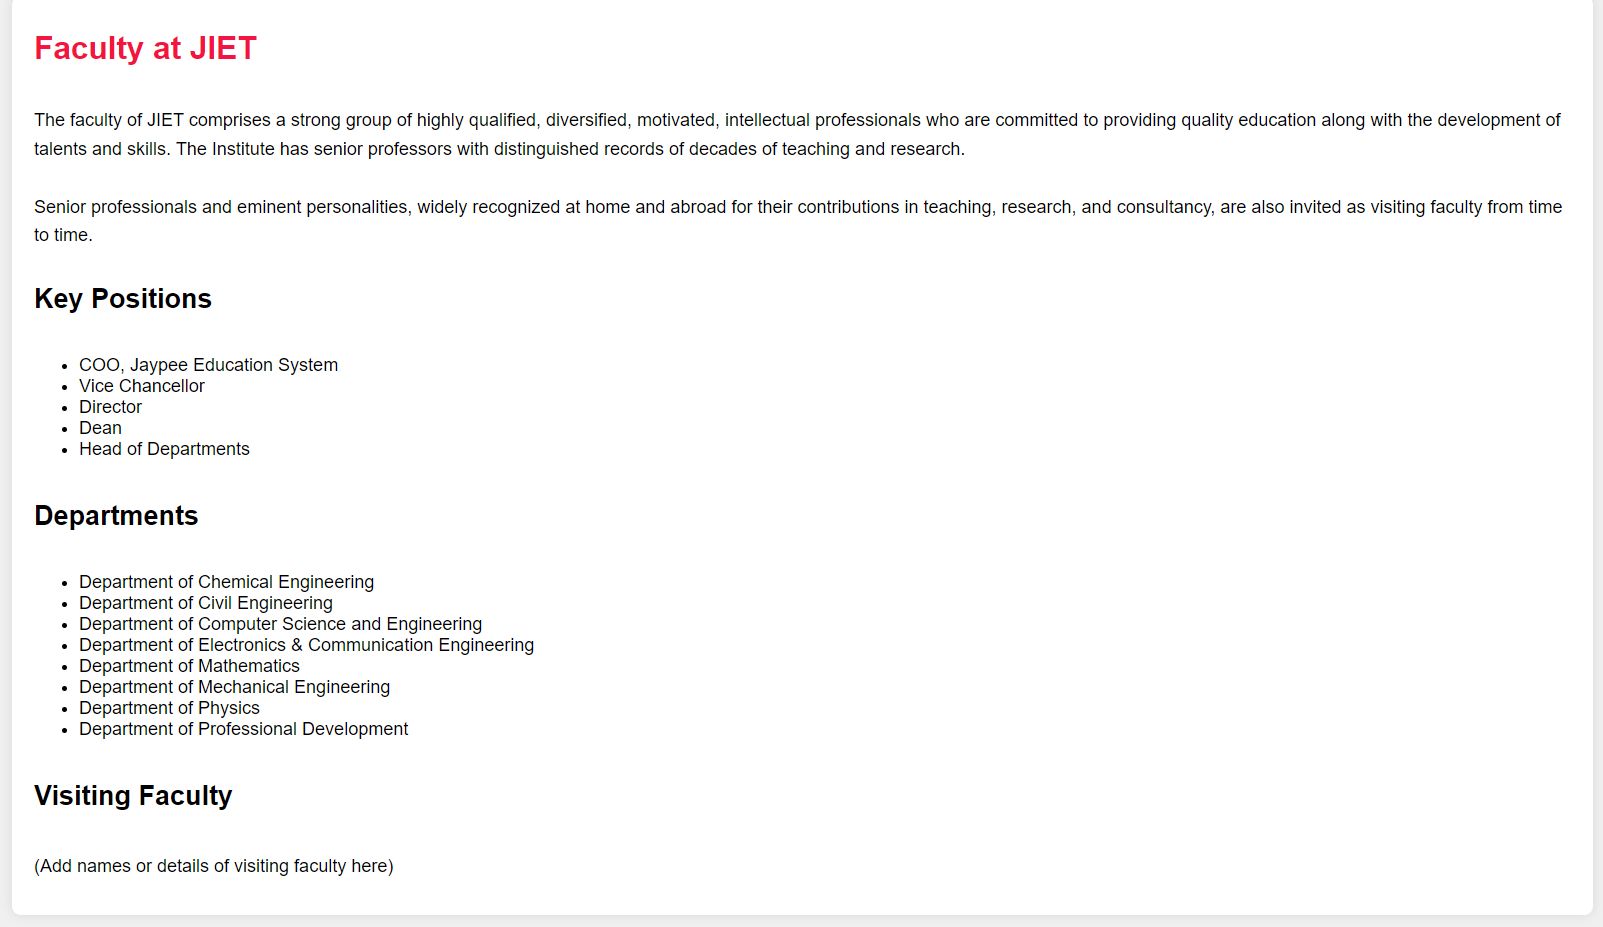 Faculty at JIET
The faculty of JIET comprises a strong group of highly qualified, diversified, motivated, intellectual professionals who are committed to providing quality education along with the development of
talents and skills. The Institute has senior professors with distinguished records of decades of teaching and research.
Senior professionals and eminent personalities, widely recognized at home and abroad for their contributions in teaching, research, and consultancy, are also invited as visiting faculty from time
to time.
Key Positions
• COO, Jaypee Education System
• Vice Chancellor
• Director
• Dean
• Head of Departments
Departments
• Department of Chemical Engineering
• Department of Civil Engineering
• Department of Computer Science and Engineering
• Department of Electronics & Communication Engineering
• Department of Mathematics
• Department of Mechanical Engineering
• Department of Physics
• Department of Professional Development
Visiting Faculty
(Add names or details of visiting faculty here)